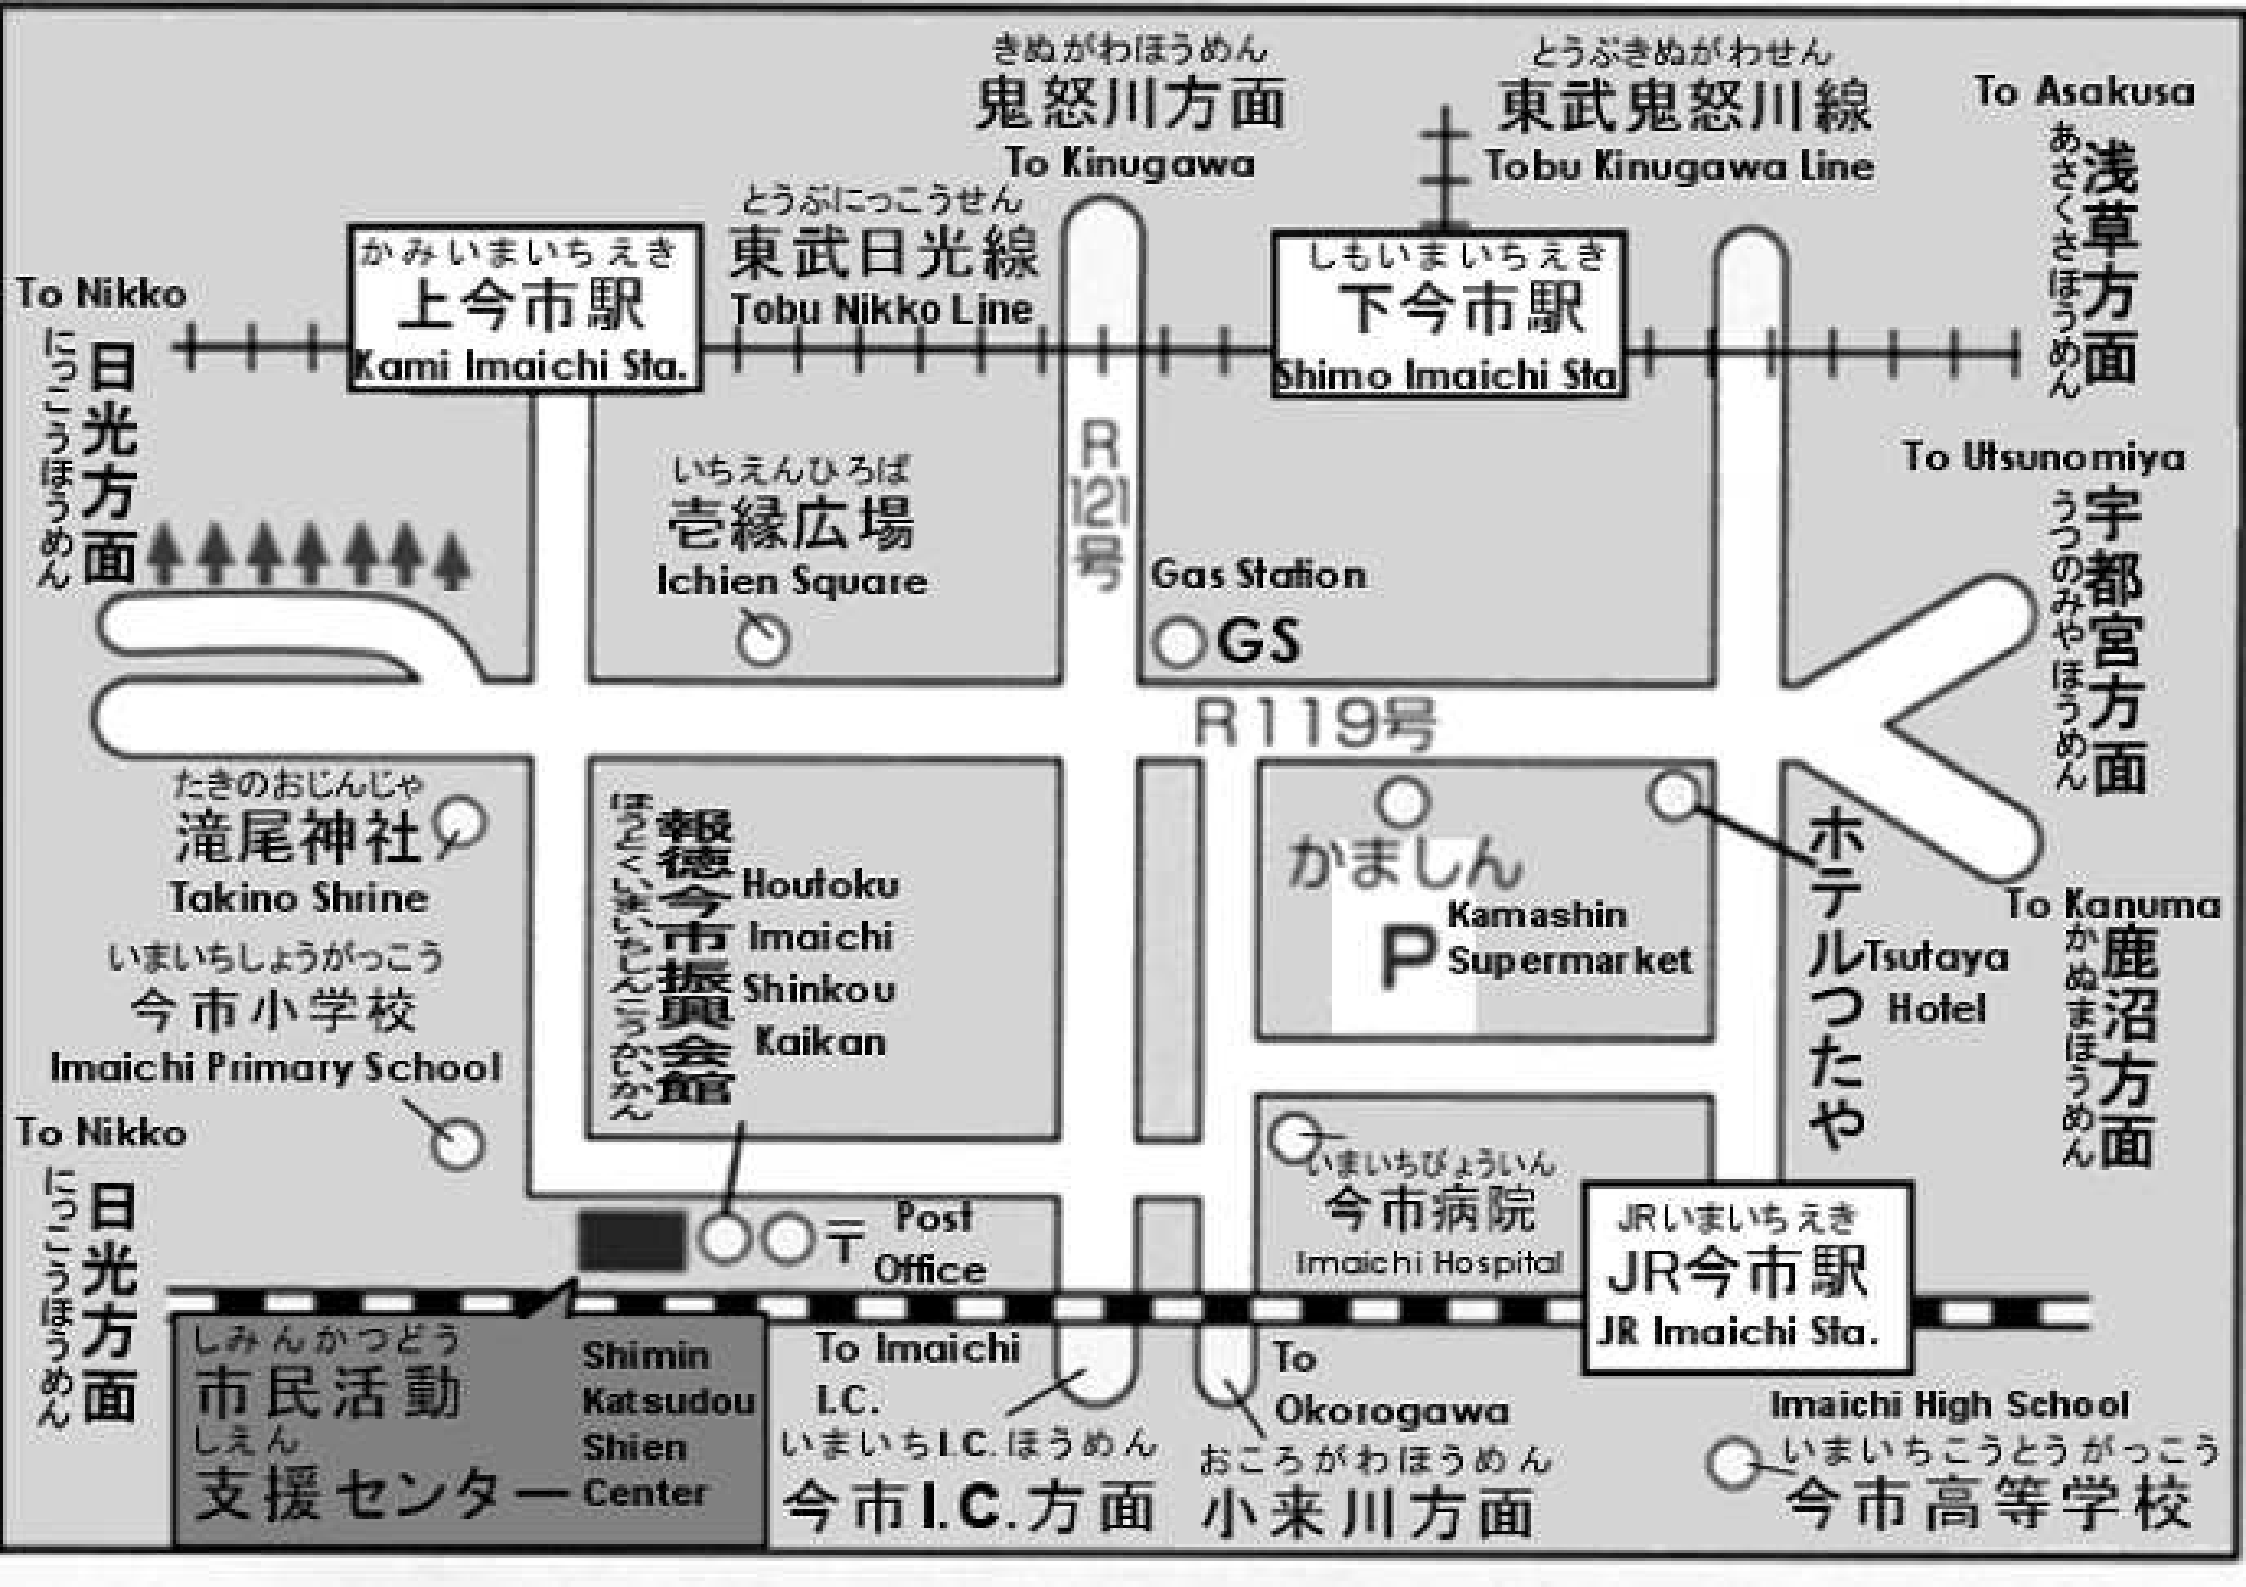 きぬがわほうめん
鬼怒川方面
To Kinugawa
とうぶきぬがわせん
東武鬼怒川線
Tobu Kinugawa Line
To Asakusa
あさくさほうめん
浅草方面
とうぶにっこうせん
東武日光線
Tobu Nikko Line
かみいまいちえき
上今市駅
Kami Imaichi Sta.
しもいまいちえき
下今市駅
Shimo Imaichi Sta
To Nikko
にっこうほうめん
日光方面
R
121
号
いちえんひろば
壱縁広場
Ichien Square
Gas Station
GS
To Utsunomiya
うつのみやほうめん
宇都宮方面
R119号
たきのおじんじゃ
滝尾神社
Takino Shrine
いまいちしょうがっこう
今市小学校
Imaichi Primary School
ほうとくいまいちしんこうかいかん
報徳今市振興会館
Houtoku
Imaichi
Shinkou
Kaikan
かましん
P
Kamashin
Supermarket
ホテルつたや
Tsutaya
Hotel
To Kanuma
かぬまほうめん
鹿沼方面
To Nikko
にっこうほうめん
日光方面
〒
Post
Office
いまいちびょういん
今市病院
Imaichi Hospital
JRいまいちえき
JR今市駅
JR Imaichi Sta.
しみんかつどう
市民活動
しえん
支援センター
Shimin
Katsudou
Shien
Center
To Imaichi
I.C.
いまいちI.C.ほうめん
今市I.C.方面
To
Okorogawa
おころがわほうめん
小来川方面
Imaichi High School
いまいちこうとうがっこう
今市高等学校